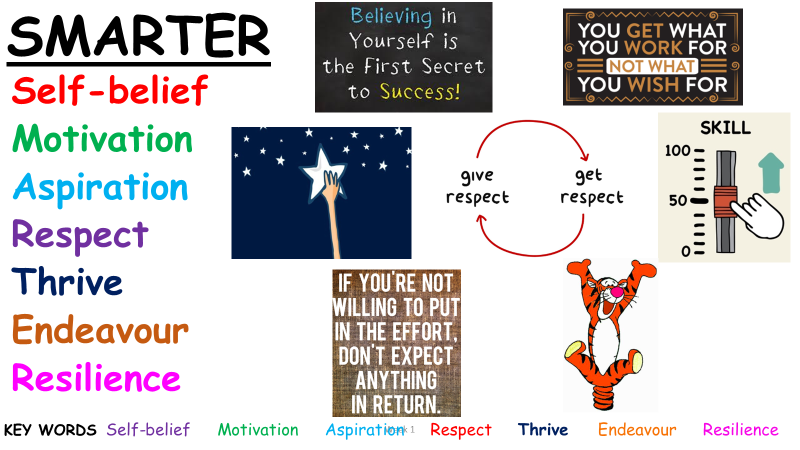 SMARTER
Self-belief
Motivation
Aspiration
Respect
Thrive
Endeavour
Resilience
Believing in
Yourself is
the First Secret
to Success!
YOU GET WHAT
YOU WORK FOR
NOT WHAT
YOU WISH FOR
give
respect
get
respect
SKILL
100
50
0
IF YOU'RE NOT
WILLING TO PUT
IN THE EFFORT,
DON'T EXPECT
ANYTHING
IN RETURN.
KEY WORDS Self-belief Motivation Aspiration Respect Thrive Endeavour Resilience